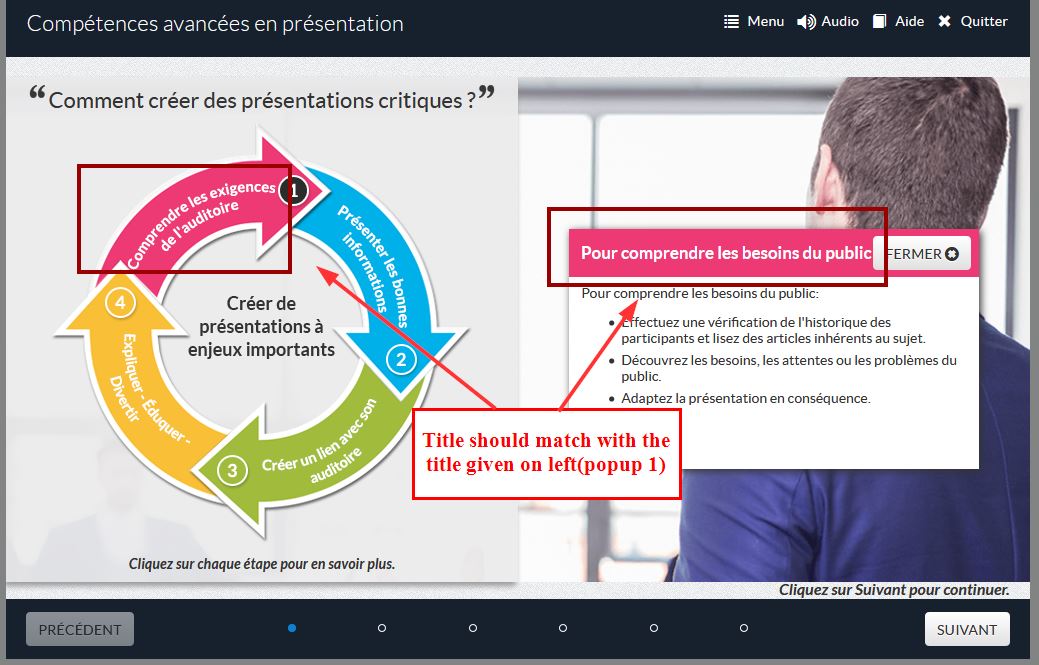 Compétences avancées en présentation
Menu
Audio
Aide
Quitter
“Comment créer des présentations critiques ?”
1
Comprendre les exigences
de l'auditoire
Présenter les bonnes
informations
2
Créer un lien avec son
auditoire
3
4
Expliquer - Éduquer -
Divertir
Créer de
présentations à
enjeux importants
Cliquez sur chaque étape pour en savoir plus.
Pour comprendre les besoins du public
FERMER
Pour comprendre les besoins du public:
• Effectuez une vérification de l'historique des
participants et lisez des articles inhérents au sujet.
• Découvrez les besoins, les attentes ou les problèmes du
public.
• Adaptez la présentation en conséquence.
Title should match with the
title given on left(popup 1)
Cliquez sur Suivant pour continuer.
PRÉCÉDENT
SUIVANT